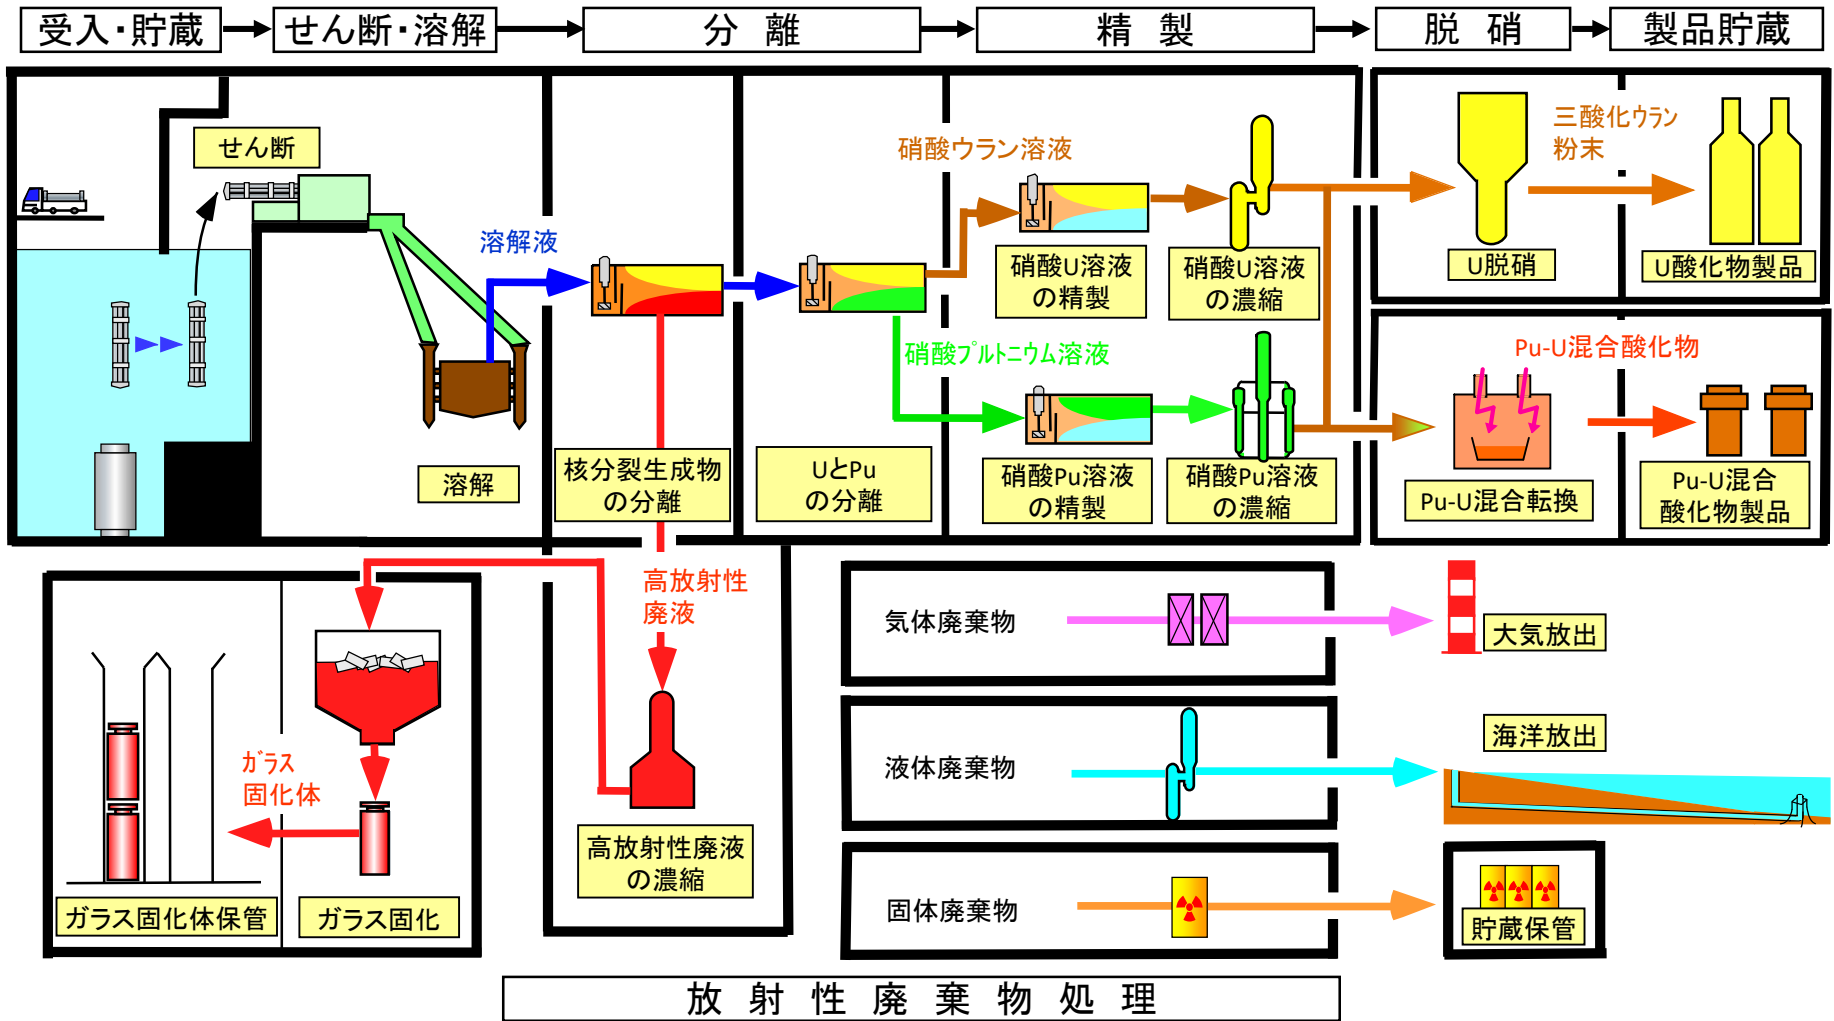 受入・貯蔵
せん断・溶解
分離
精製
脱硝
製品貯蔵
せん断
溶解液
溶解
核分裂生成物
の分離
UとPu
の分離
硝酸ウラン溶液
硝酸U溶液
の精製
硝酸U溶液
の濃縮
硝酸プルトニウム溶液
硝酸Pu溶液
の精製
硝酸Pu溶液
の濃縮
U脱硝
三酸化ウラン
粉末
U酸化物製品
Pu-U混合酸化物
Pu-U混合転換
Pu-U混合
酸化物製品
高放射性
廃液
高放射性廃液
の濃縮
ガラス
固化体
ガラス固化体保管
ガラス固化
気体廃棄物
大気放出
液体廃棄物
海洋放出
固体廃棄物
貯蔵保管
放射性廃棄物処理